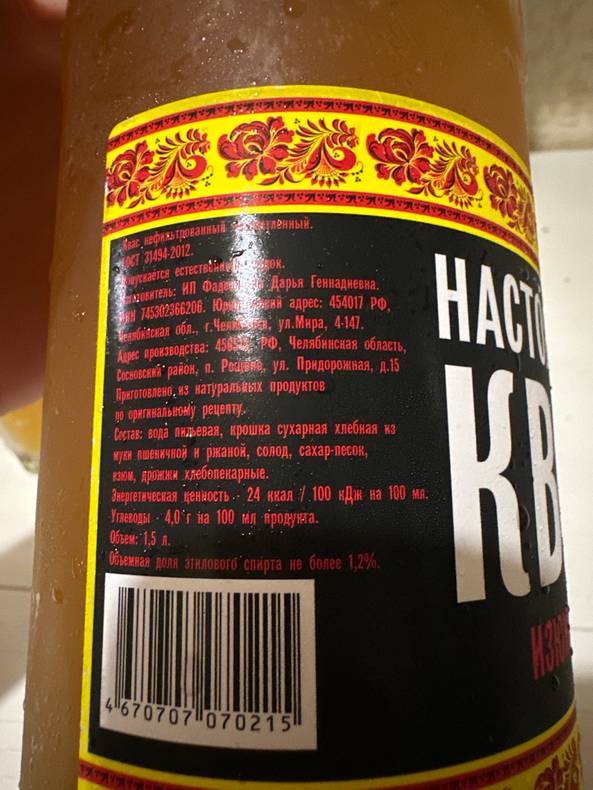 Квас нефильтрованный
ГОСТ 31494-2012.
Допускается естественный осадок.
Изготовитель: ИП Дарья Геннадиевна.
ИНН 745302366206. адрес: 454017 РФ,
Челябинская обл., г.Челябинск, ул.Мира, 4-147.
Адрес производства: РФ, Челябинская область,
Сосновский район, п. Рощино, ул. Придорожная, д.15
Приготовлено из натуральных продуктов
по оригинальному рецепту.
Состав: вода питьевая, крошка сухарная хлебная из
муки пшеничной и ржаной, солод, сахар-песок,
изюм, дрожжи хлебопекарные.
Энергетическая ценность - 24 ккал / 100 кДж на 100 мл.
Углеводы - 4,0 г на 100 мл продукта.
Объем: 1,5 л.
Объемная доля этилового спирта не более 1,2%.
4 670707 070215
НАСТО
КВ
ИЗЮ